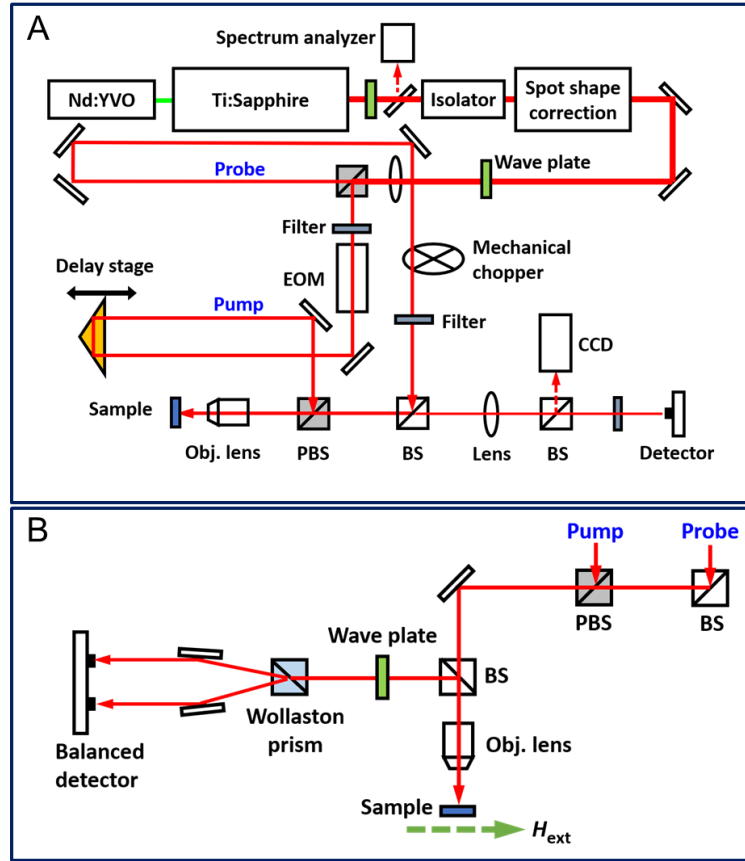 A
Spectrum analyzer
Nd:YVO
Ti:Sapphire
Isolator
Spot shape
correction
Probe
Wave plate
Filter
Mechanical
chopper
Delay stage
EOM
Pump
Filter
CCD
Sample
Obj. lens
PBS
BS
Lens
BS
Detector
B
Pump
Probe
PBS
BS
Wave plate
BS
Wollaston
prism
Obj. lens
Balanced
detector
Sample
Hext